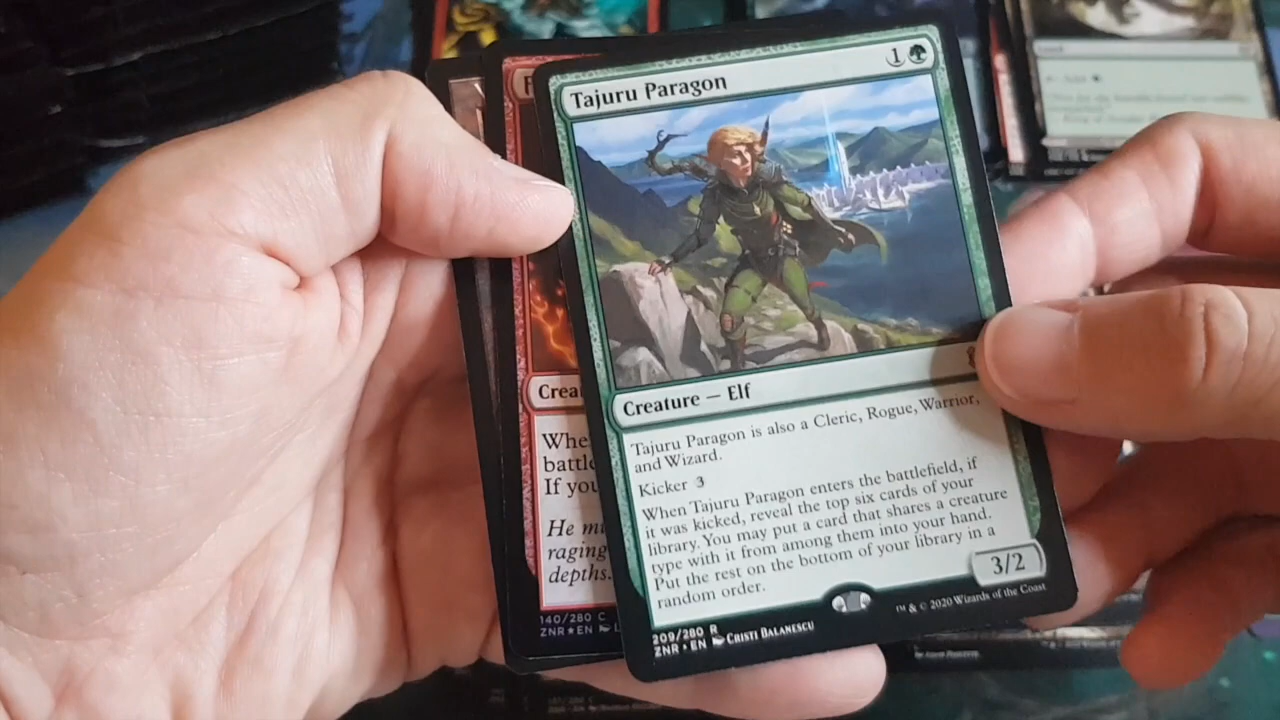 Tajuru Paragon
1
Creature — Elf
Tajuru Paragon is also a Cleric, Rogue, Warrior,
and Wizard.
Kicker 3
When Tajuru Paragon enters the battlefield, if
it was kicked, reveal the top six cards of your
library. You may put a card that shares a creature
type with it from among them into your hand.
Put the rest on the bottom of your library in a
random order.
3/2
209/280 R
ZNR • EN Cristi Balanescu
™ & © 2020 Wizards of the Coast
Crea
Whe
battle
If you
He
raging
depths.
140/280 C
ZNR ★ EN